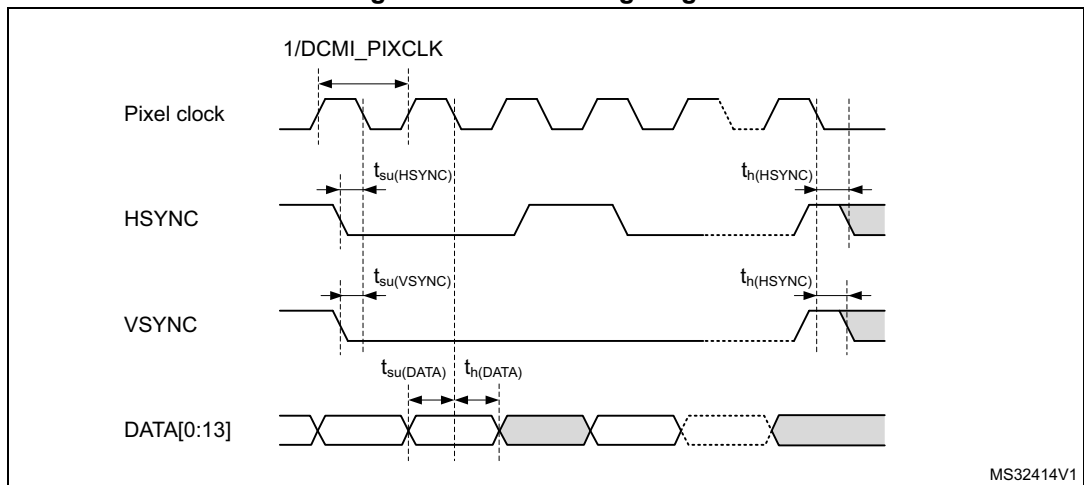 1/DCMI_PIXCLK
Pixel clock
tsu(HSYNC) th(HSYNC)
HSYNC
tsu(VSYNC) th(HSYNC)
VSYNC
tsu(DATA) th(DATA)
DATA[0:13]
MS32414V1